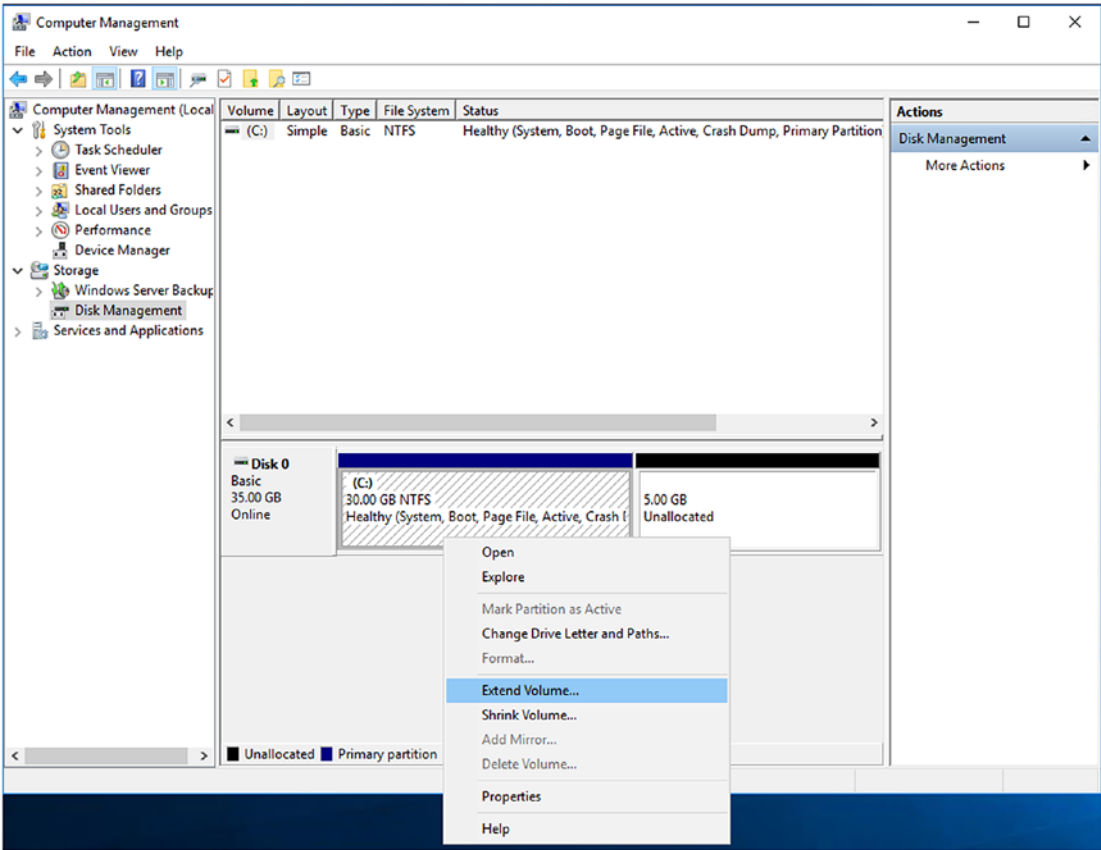 Computer Management
File Action View Help
Computer Management (Local
System Tools
Task Scheduler
Event Viewer
Shared Folders
Local Users and Groups
Performance
Device Manager
Storage
Windows Server Backup
Disk Management
Services and Applications
Volume Layout Type File System Status
(C:) Simple Basic NTFS Healthy (System, Boot, Page File, Active, Crash Dump, Primary Partition
Actions
Disk Management
More Actions
Disk 0
Basic
35.00 GB
Online
(C:)
30.00 GB NTFS
Healthy (System, Boot, Page File, Active, Crash
5.00 GB
Unallocated
Open
Explore
Mark Partition as Active
Change Drive Letter and Paths...
Format...
Extend Volume...
Shrink Volume...
Add Mirror...
Delete Volume...
Properties
Help
Unallocated Primary partition